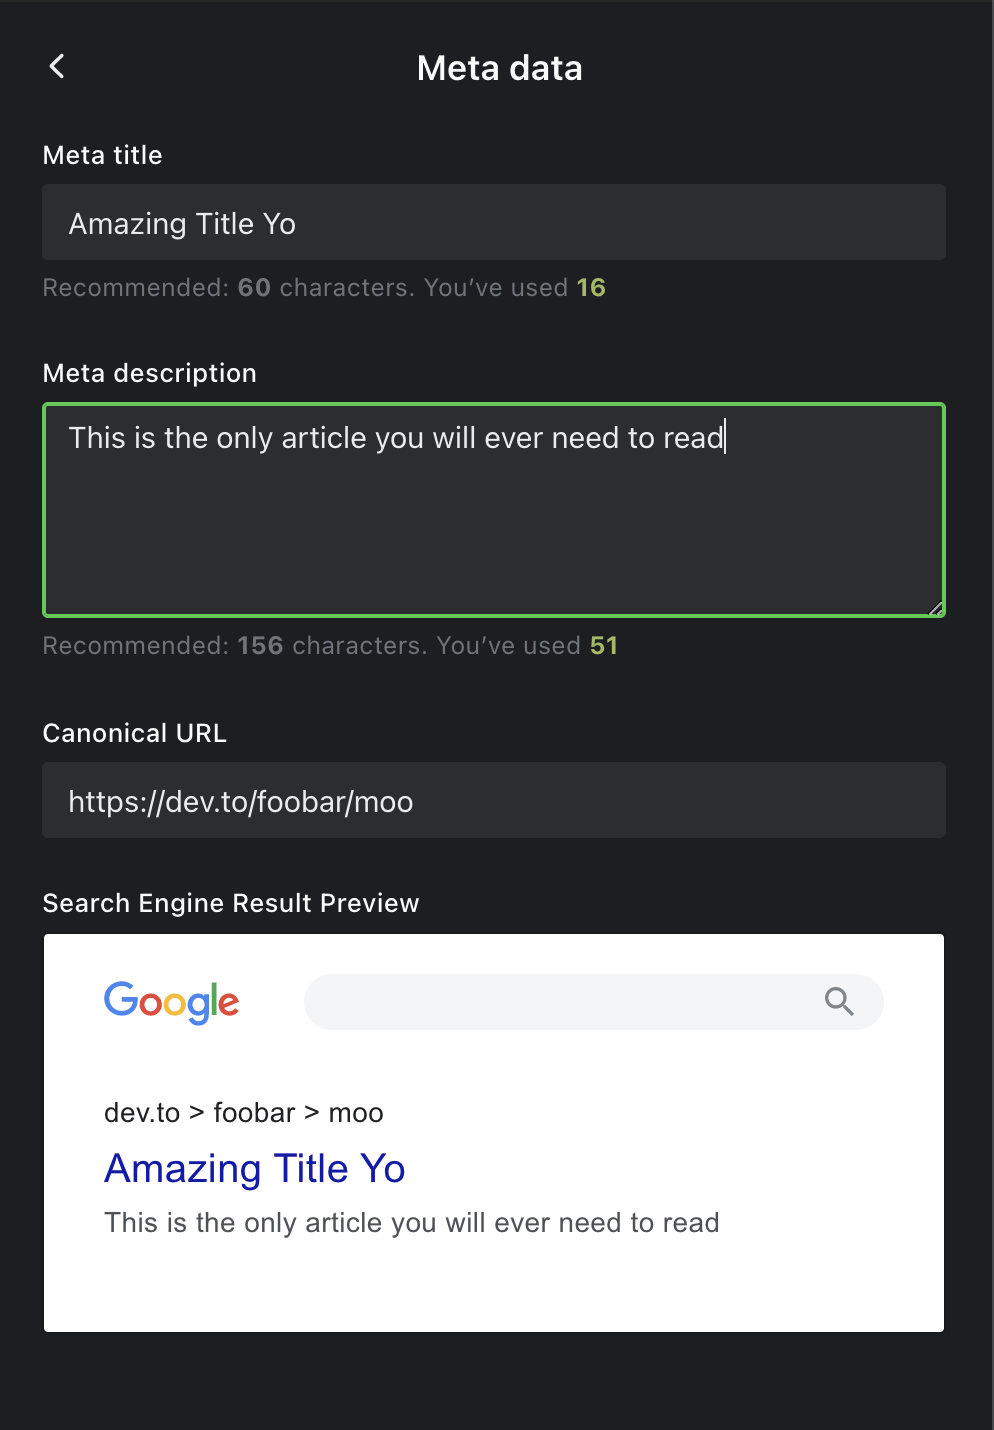 Meta data
Meta title
Amazing Title Yo
Recommended: 60 characters. You’ve used 16
Meta description
This is the only article you will ever need to read
Recommended: 156 characters. You’ve used 51
Canonical URL
https://dev.to/foobar/moo
Search Engine Result Preview
Google
dev.to > foobar > moo
Amazing Title Yo
This is the only article you will ever need to read